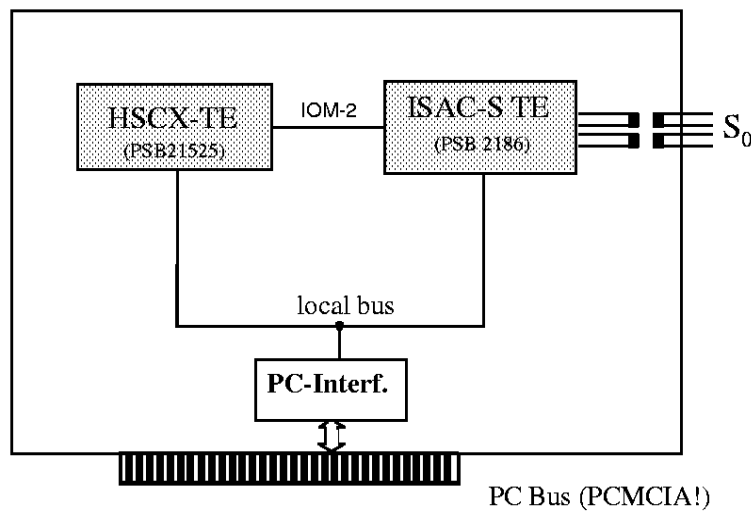 HSCX-TE
(PSB21525)
IOM-2
ISAC-S TE
(PSB 2186)
S0
local bus
PC-Interf.
PC Bus (PCMCIA!)